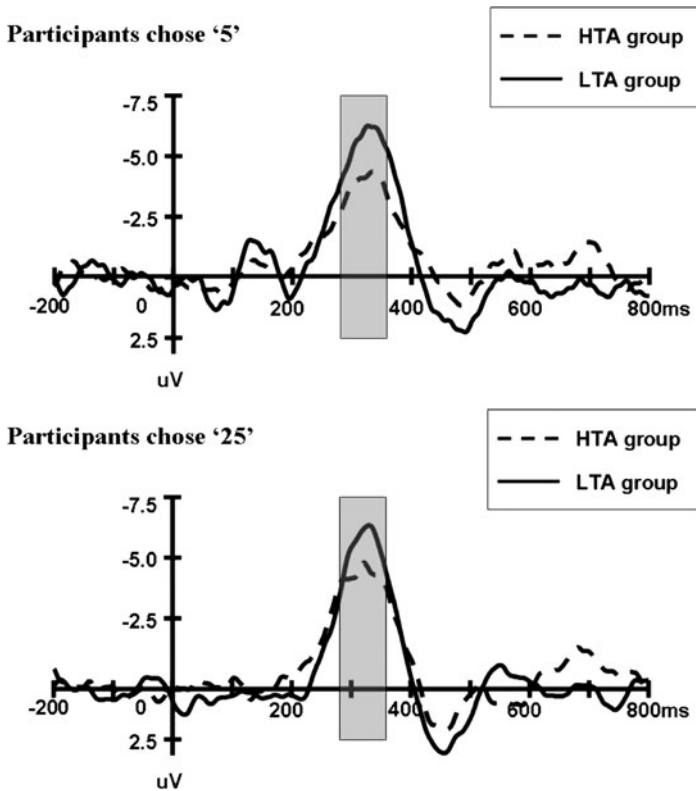 Participants chose ‘5’
HTA group
LTA group
-7.5
-5.0
-2.5
-200 0 200 400 600 800ms
2.5
uV
Participants chose ‘25’
HTA group
LTA group
-7.5
-5.0
-2.5
-200 0 200 400 600 800ms
2.5
uV